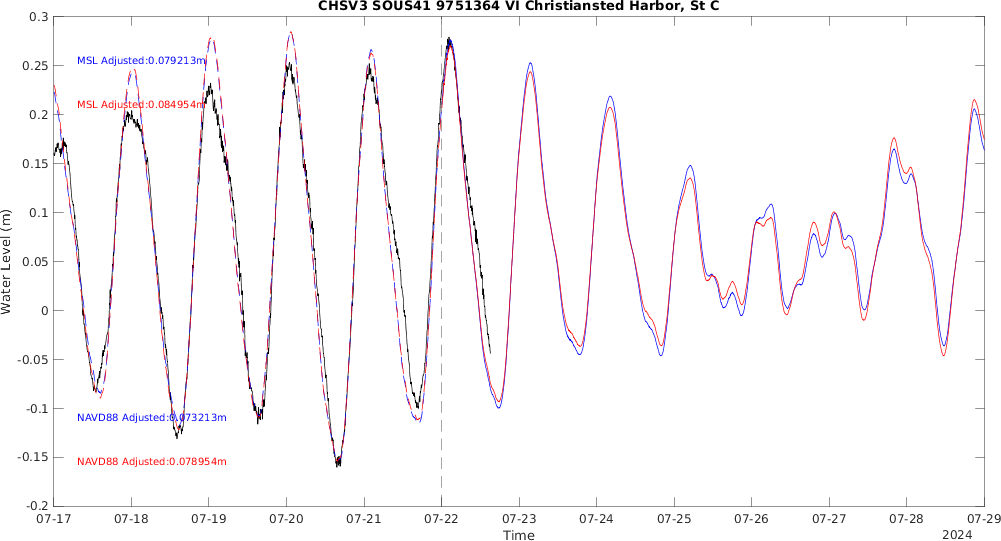 CHSV3 SOUS41 9751364 VI Christiansted Harbor, St C
0.3
0.25
0.2
0.15
0.1
0.05
0
-0.05
-0.1
-0.15
-0.2
Water Level (m)
MSL Adjusted:0.079213m
MSL Adjusted:0.084954m
NAVD88 Adjusted:0.073213m
NAVD88 Adjusted:0.078954m
07-17 07-18 07-19 07-20 07-21 07-22 07-23 07-24 07-25 07-26 07-27 07-28 07-29
Time
2024